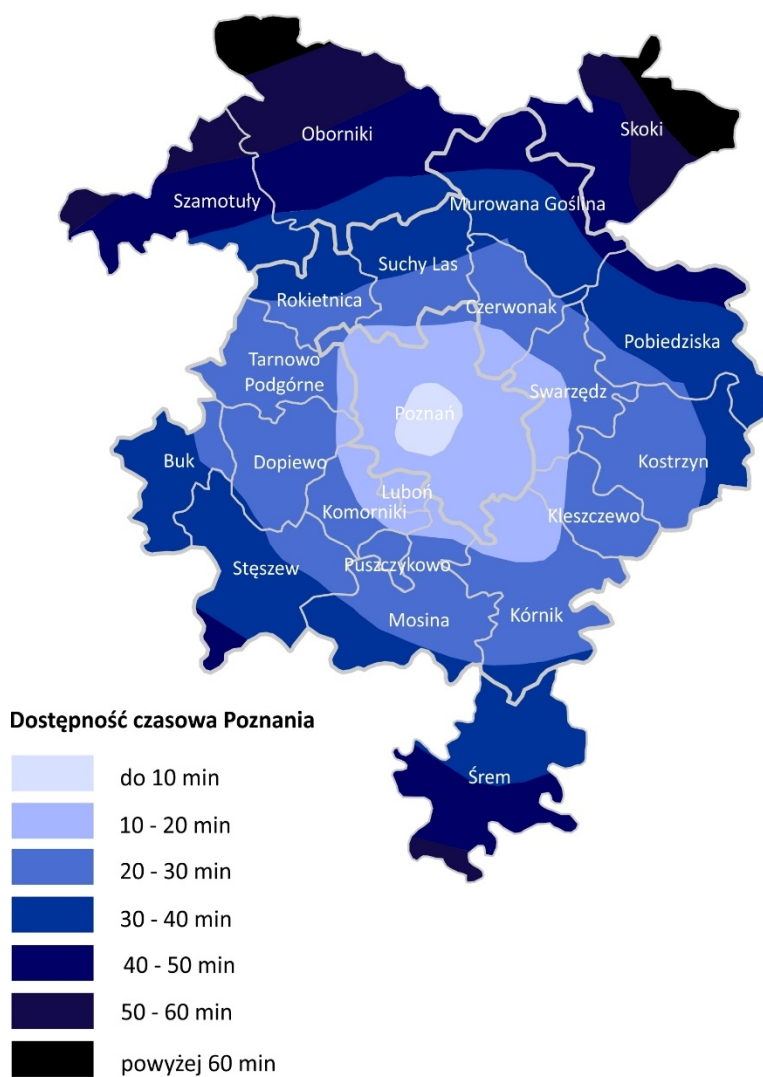 Oborniki
Skoki
Szamotuły
Murowana Goślina
Suchy Las
Rokietnica
Czerwonak
Pobiedziska
Tarnowo
Podgórne
Swarzędz
Poznań
Buk
Dopiewo
Kostrzyn
Luboń
Komorniki
Kleszczewo
Stęszew
Puszczykowo
Mosina
Kórnik
Śrem
Dostępność czasowa Poznania
do 10 min
10 - 20 min
20 - 30 min
30 - 40 min
40 - 50 min
50 - 60 min
powyżej 60 min